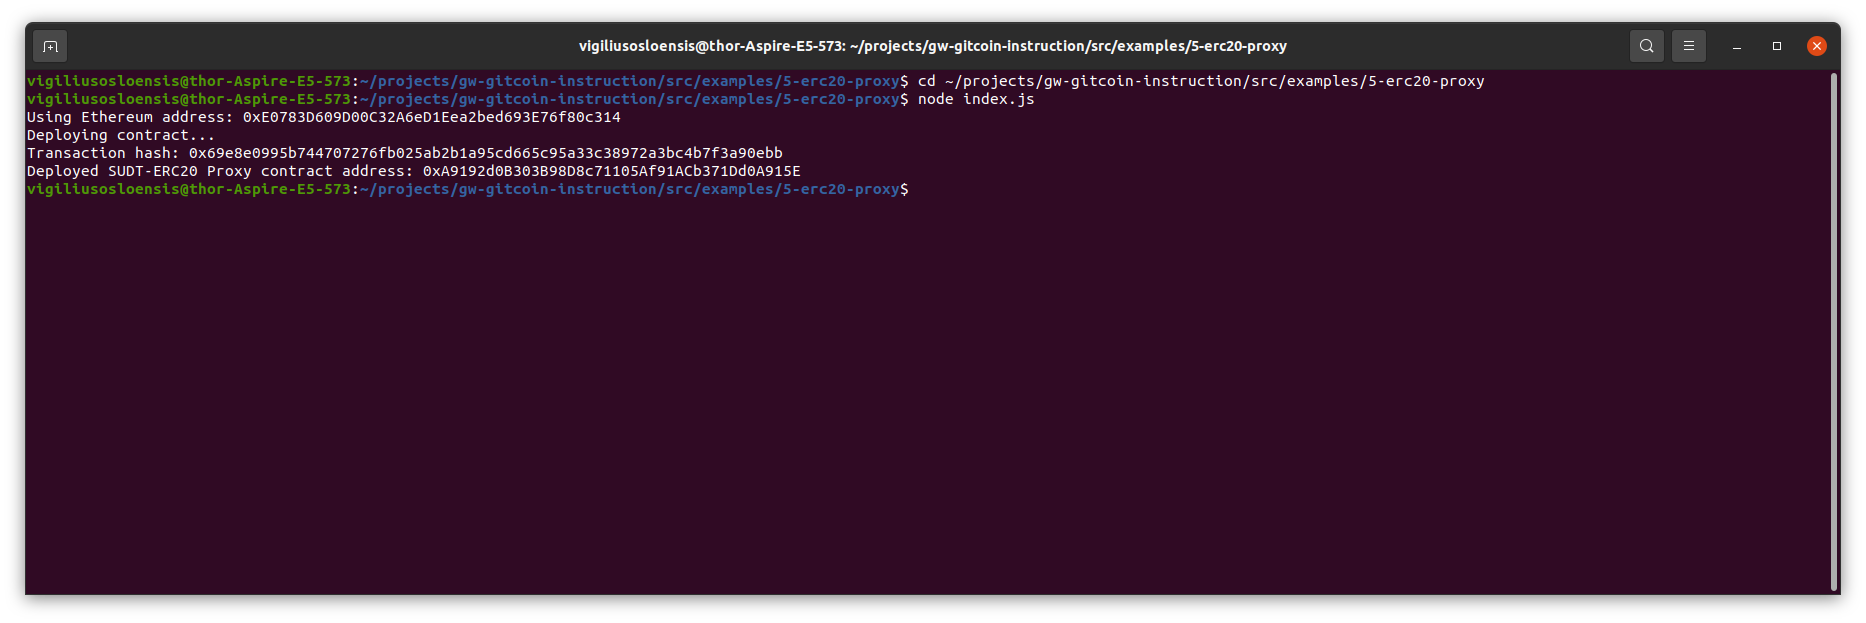 vigiliusosloensis@thor-Aspire-E5-573: ~/projects/gw-gitcoin-instruction/src/examples/5-erc20-proxy
vigiliusosloensis@thor-Aspire-E5-573:~/projects/gw-gitcoin-instruction/src/examples/5-erc20-proxy$ cd ~/projects/gw-gitcoin-instruction/src/examples/5-erc20-proxy
vigiliusosloensis@thor-Aspire-E5-573:~/projects/gw-gitcoin-instruction/src/examples/5-erc20-proxy$ node index.js
Using Ethereum address: 0xE0783D609D00C32A6eD1Eea2bed693E76f80c314
Deploying contract...
Transaction hash: 0x69e8e0995b744707276fb025ab2b1a95cd665c95a33c38972a3bc4b7f3a90ebb
Deployed SUDT-ERC20 Proxy contract address: 0xA9192d0B303B98D8c71105Af91ACb371Dd0A915E
vigiliusosloensis@thor-Aspire-E5-573:~/projects/gw-gitcoin-instruction/src/examples/5-erc20-proxy$